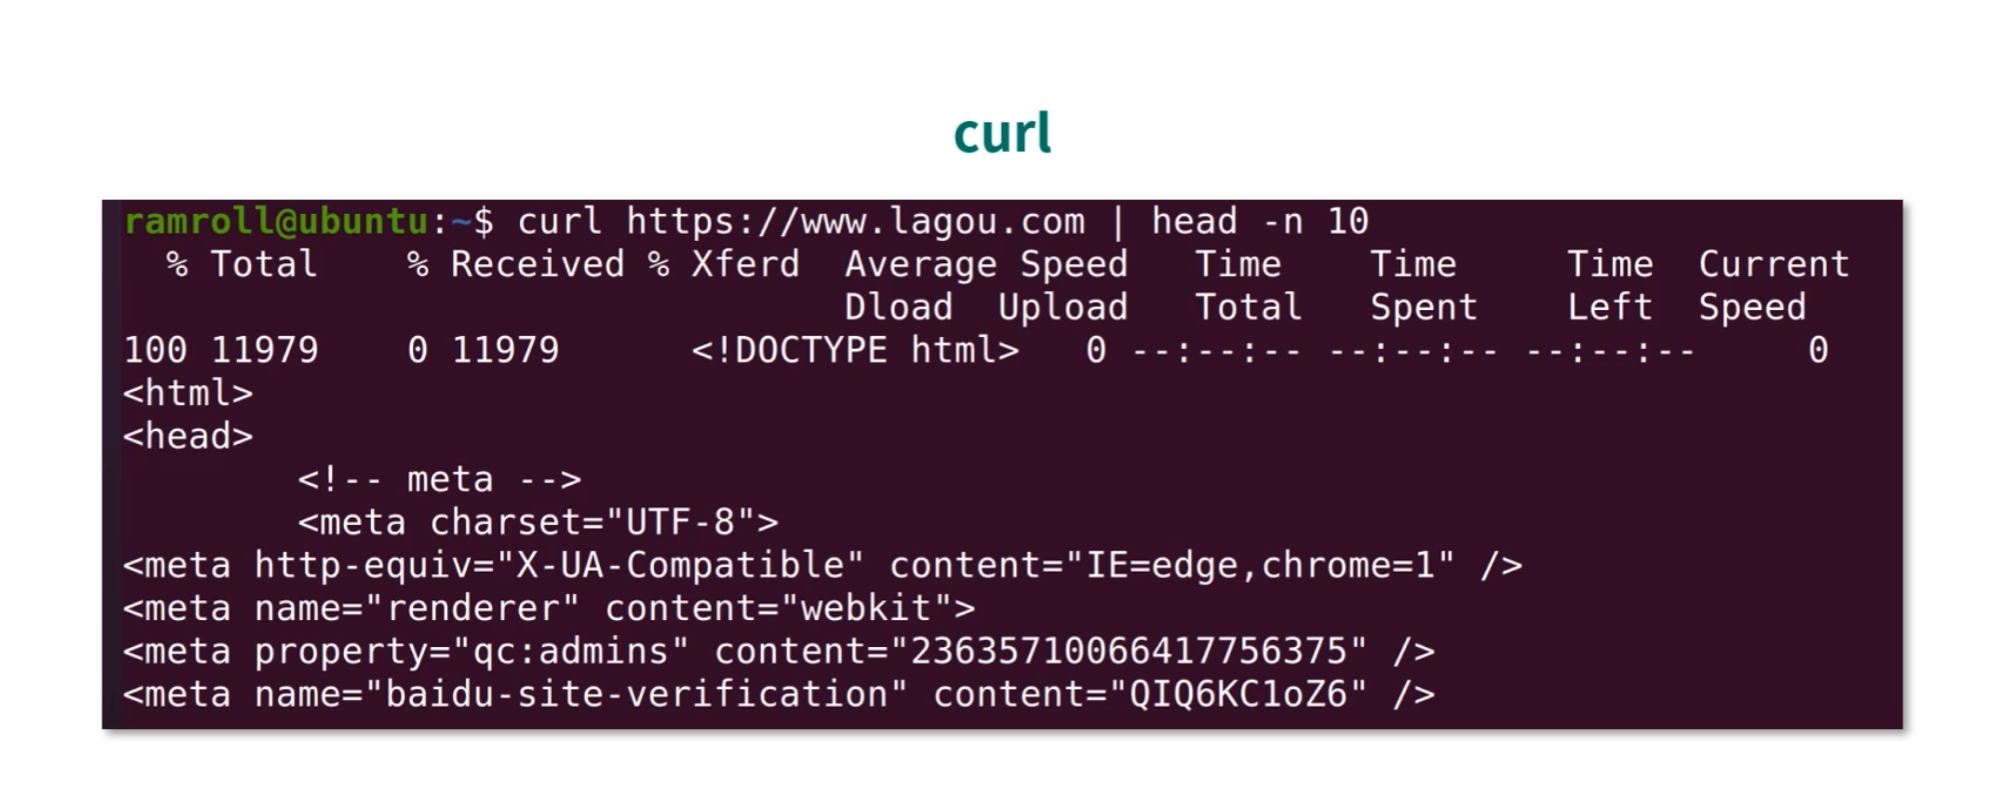 curl
ramroll@ubuntu:~$ curl https://www.lagou.com | head -n 10
  % Total    % Received % Xferd  Average Speed   Time    Time     Time  Current
                                 Dload  Upload   Total   Spent    Left  Speed
100 11979    0 11979      <!DOCTYPE html>   0 --:--:-- --:--:-- --:--:--     0
<html>
<head>
        <!-- meta -->
        <meta charset="UTF-8">
<meta http-equiv="X-UA-Compatible" content="IE=edge,chrome=1" />
<meta name="renderer" content="webkit">
<meta property="qc:admins" content="23635710066417756375" />
<meta name="baidu-site-verification" content="QIQ6KC1oZ6" />